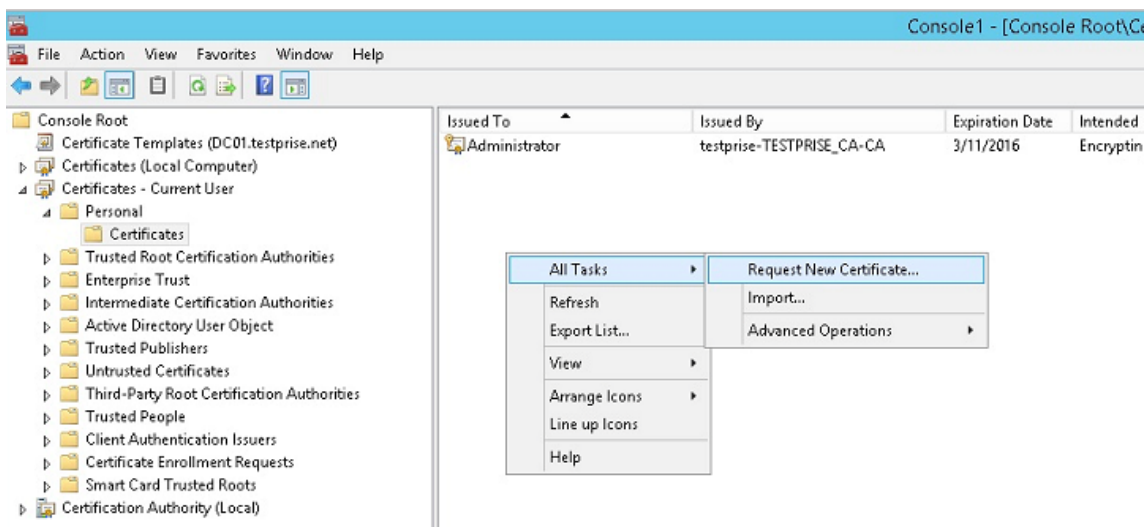 Console1 - [Console Root\Ce
File Action View Favorites Window Help
Console Root
Certificate Templates (DC01.testprise.net)
Certificates (Local Computer)
Certificates - Current User
Personal
Certificates
Trusted Root Certification Authorities
Enterprise Trust
Intermediate Certification Authorities
Active Directory User Object
Trusted Publishers
Untrusted Certificates
Third-Party Root Certification Authorities
Trusted People
Client Authentication Issuers
Certificate Enrollment Requests
Smart Card Trusted Roots
Certification Authority (Local)
Issued To Issued By Expiration Date Intended
Administrator testprise-TESTPRISE_CA-CA 3/11/2016 Encryptin
All Tasks
Refresh
Export List...
View
Arrange Icons
Line up Icons
Help
Request New Certificate...
Import...
Advanced Operations